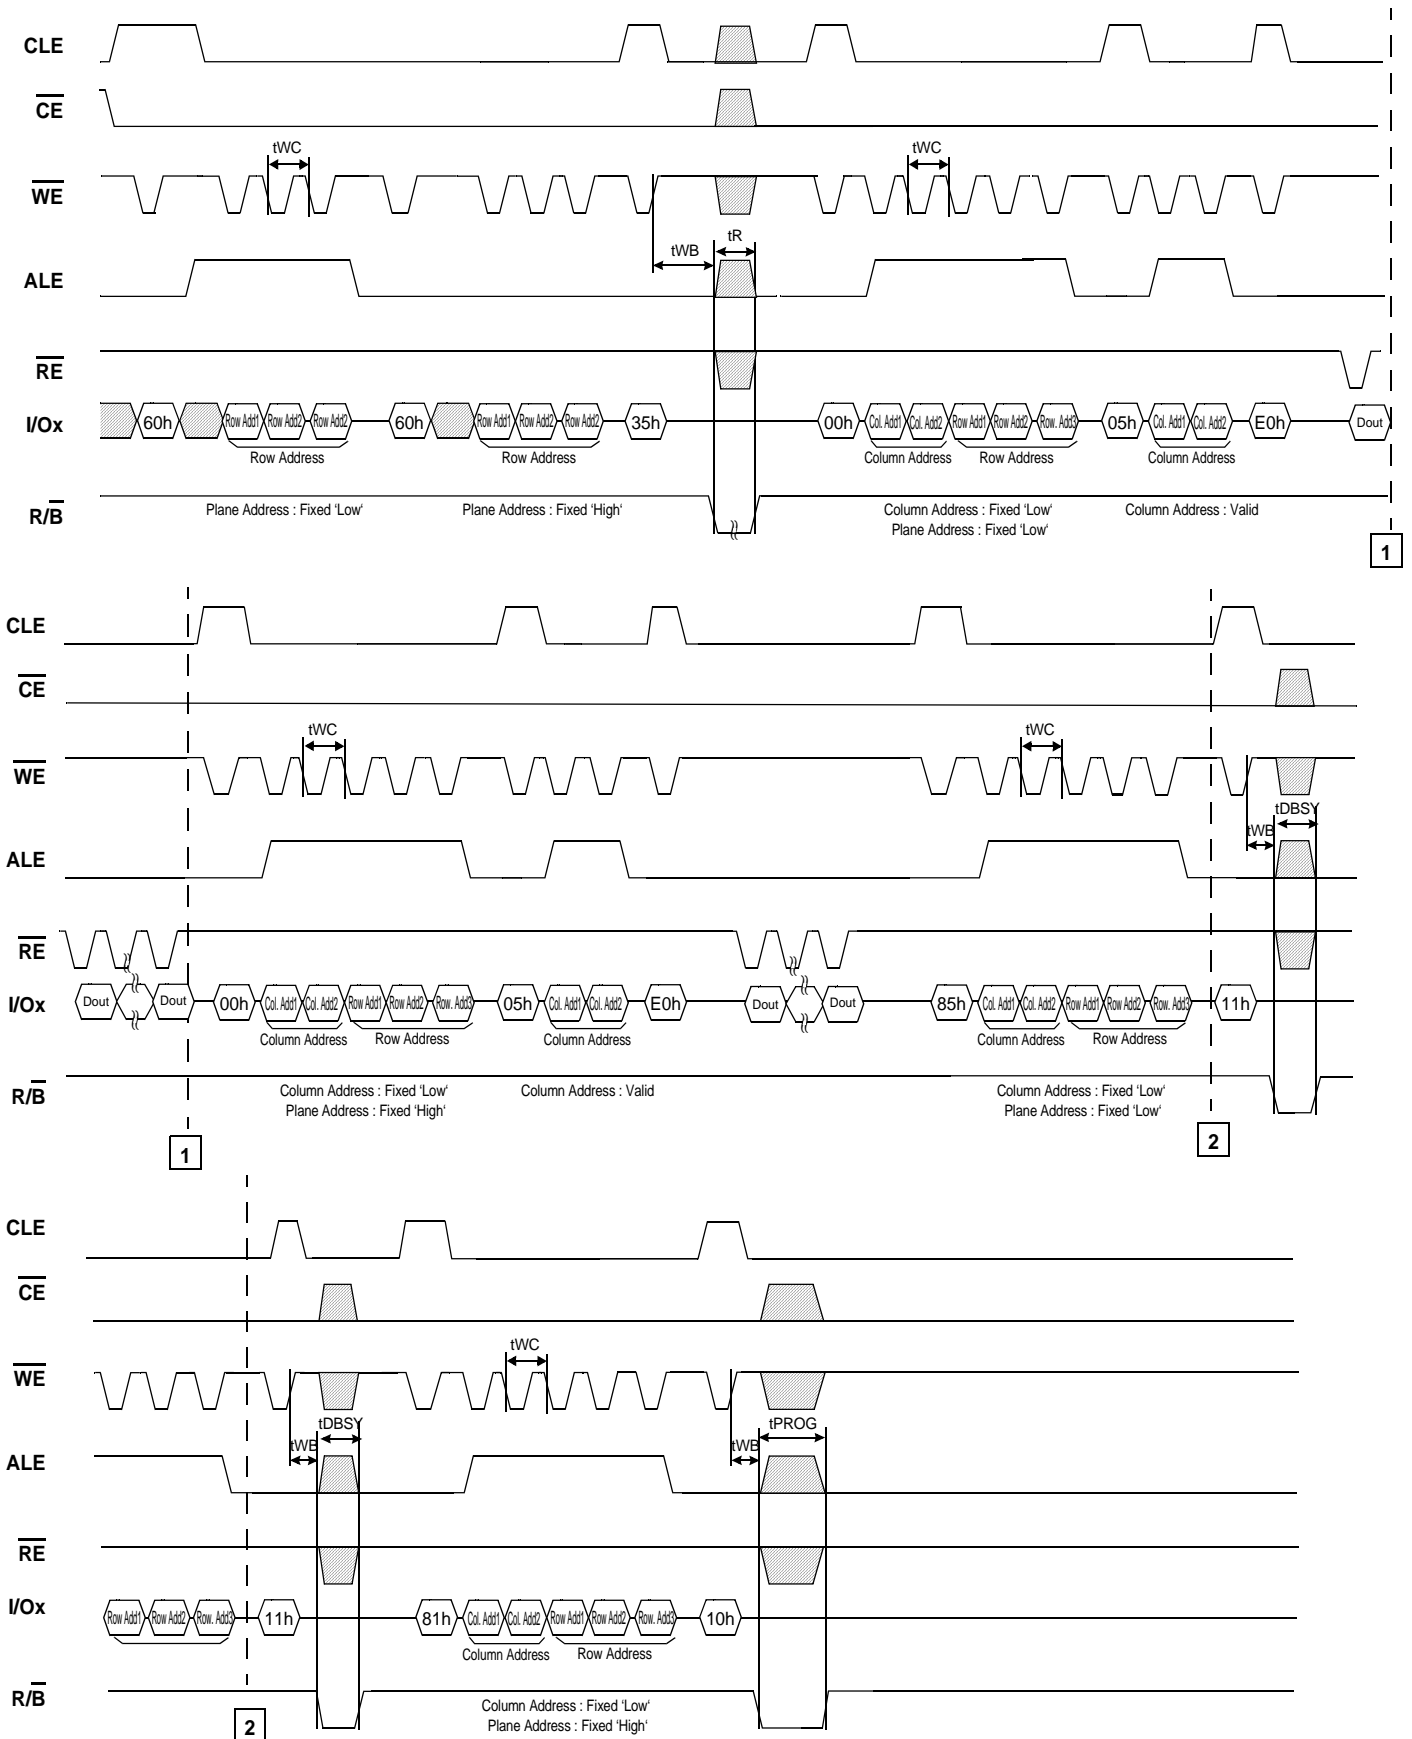 CLE
CE
tWC tWC
WE
tWB tR
ALE
RE
I/Ox 60h Row Add1 Row Add2 Row Add2 60h Row Add1 Row Add2 Row Add2 35h 00h Col. Add1 Col. Add2 Row Add1 Row Add2 Row. Add3 05h Col. Add1 Col. Add2 E0h Dout
Row Address Row Address Column Address Row Address Column Address
R/B Plane Address : Fixed ‘Low‘ Plane Address : Fixed ‘High‘ Column Address : Fixed ‘Low‘ Column Address : Valid
Plane Address : Fixed ‘Low‘
1
CLE
CE
tWC tWC
WE
tWB tDBSY
ALE
RE
I/Ox Dout Dout 00h Col. Add1 Col. Add2 Row Add1 Row Add2 Row. Add3 05h Col. Add1 Col. Add2 E0h Dout Dout 85h Col. Add1 Col. Add2 Row Add1 Row Add2 Row. Add3 11h
Column Address Row Address Column Address Column Address Row Address
R/B Column Address : Fixed ‘Low‘ Column Address : Valid Column Address : Fixed ‘Low‘
Plane Address : Fixed ‘High‘ Plane Address : Fixed ‘Low‘
1 2
CLE
CE
tWC
WE
tWB tDBSY tWB tPROG
ALE
RE
I/Ox Row Add1 Row Add2 Row. Add3 11h 81h Col. Add1 Col. Add2 Row Add1 Row Add2 Row. Add3 10h
Column Address Row Address
R/B Column Address : Fixed ‘Low‘
Plane Address : Fixed ‘High‘
2